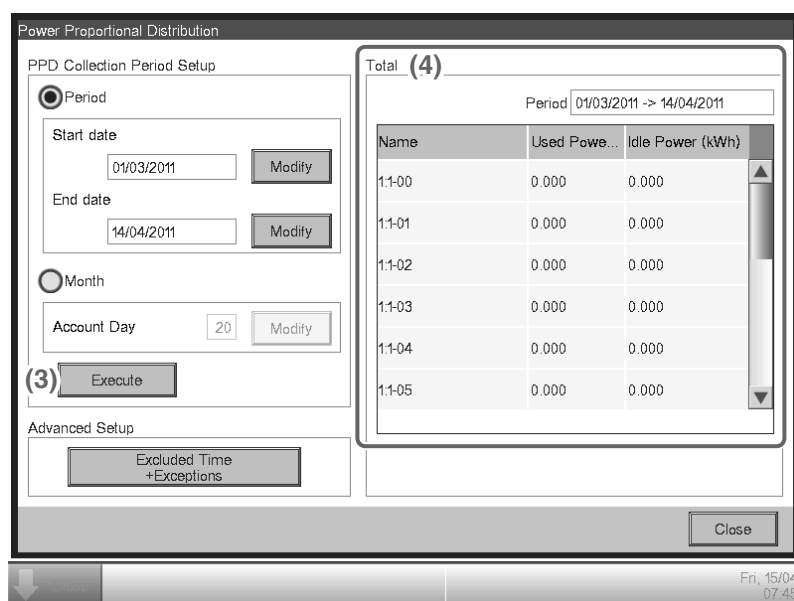 Power Proportional Distribution
PPD Collection Period Setup
Period
Start date
01/03/2011 Modify
End date
14/04/2011 Modify
Month
Account Day 20 Modify
(3) Execute
Advanced Setup
Excluded Time
+Exceptions
Total (4)
Period 01/03/2011 -> 14/04/2011
Name Used Powe... Idle Power (kWh)
1:1-00 0.000 0.000
1:1-01 0.000 0.000
1:1-02 0.000 0.000
1:1-03 0.000 0.000
1:1-04 0.000 0.000
1:1-05 0.000 0.000
Close
Fri, 15/04
07:45